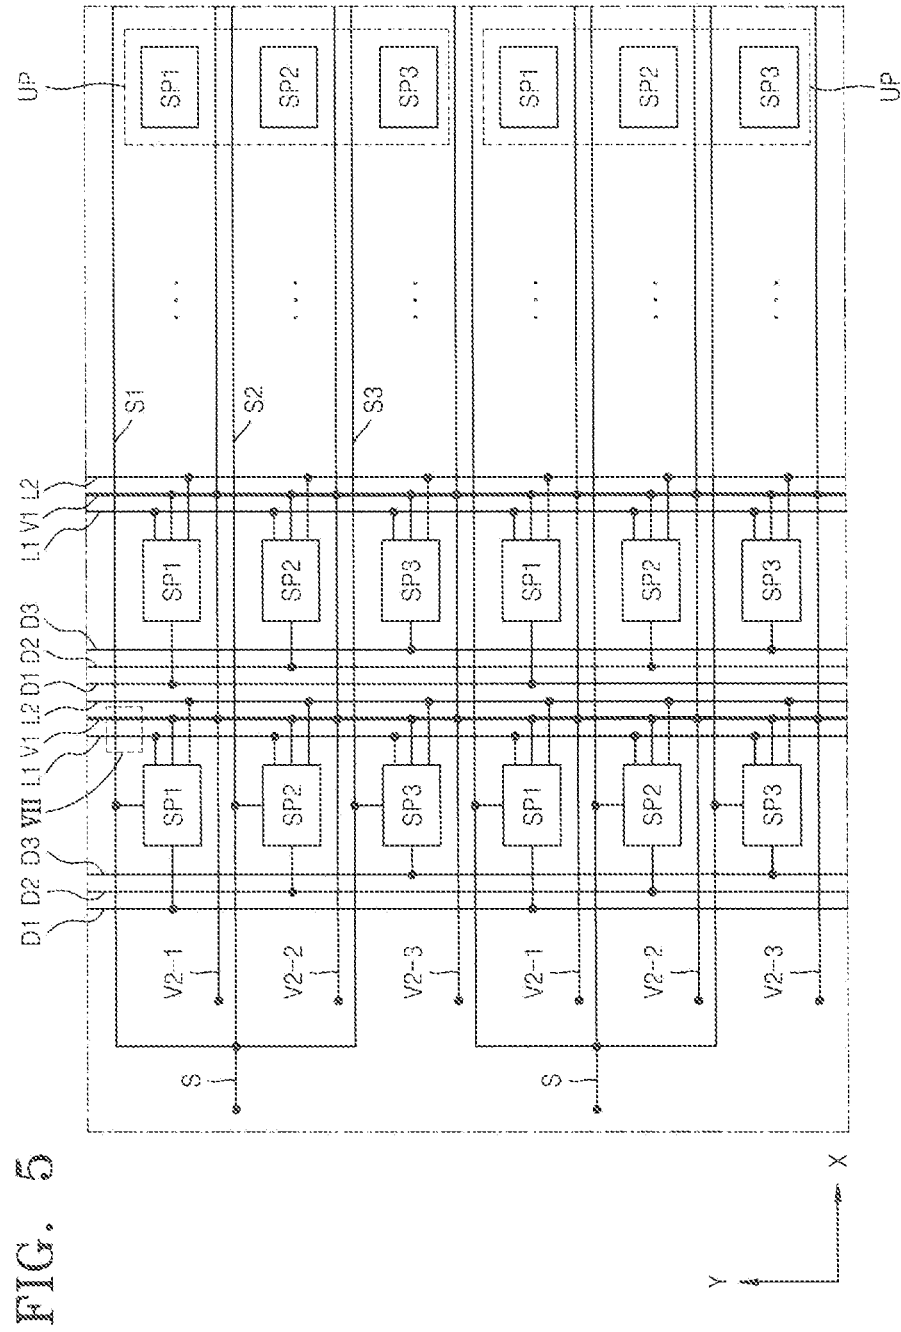 FIG. 5
D1 D2 D3 VII L1 V1 L2 D1 D2 D3 L1 V1 L2 UP
S1
V2-1 SP1 SP1 ... SP1
S
S2
V2-2 SP2 SP2 ... SP2
S3
V2-3 SP3 SP3 ... SP3
V2-1 SP1 SP1 ... SP1
S
V2-2 SP2 SP2 ... SP2
Y
V2-3 SP3 SP3 ... SP3
X
UP